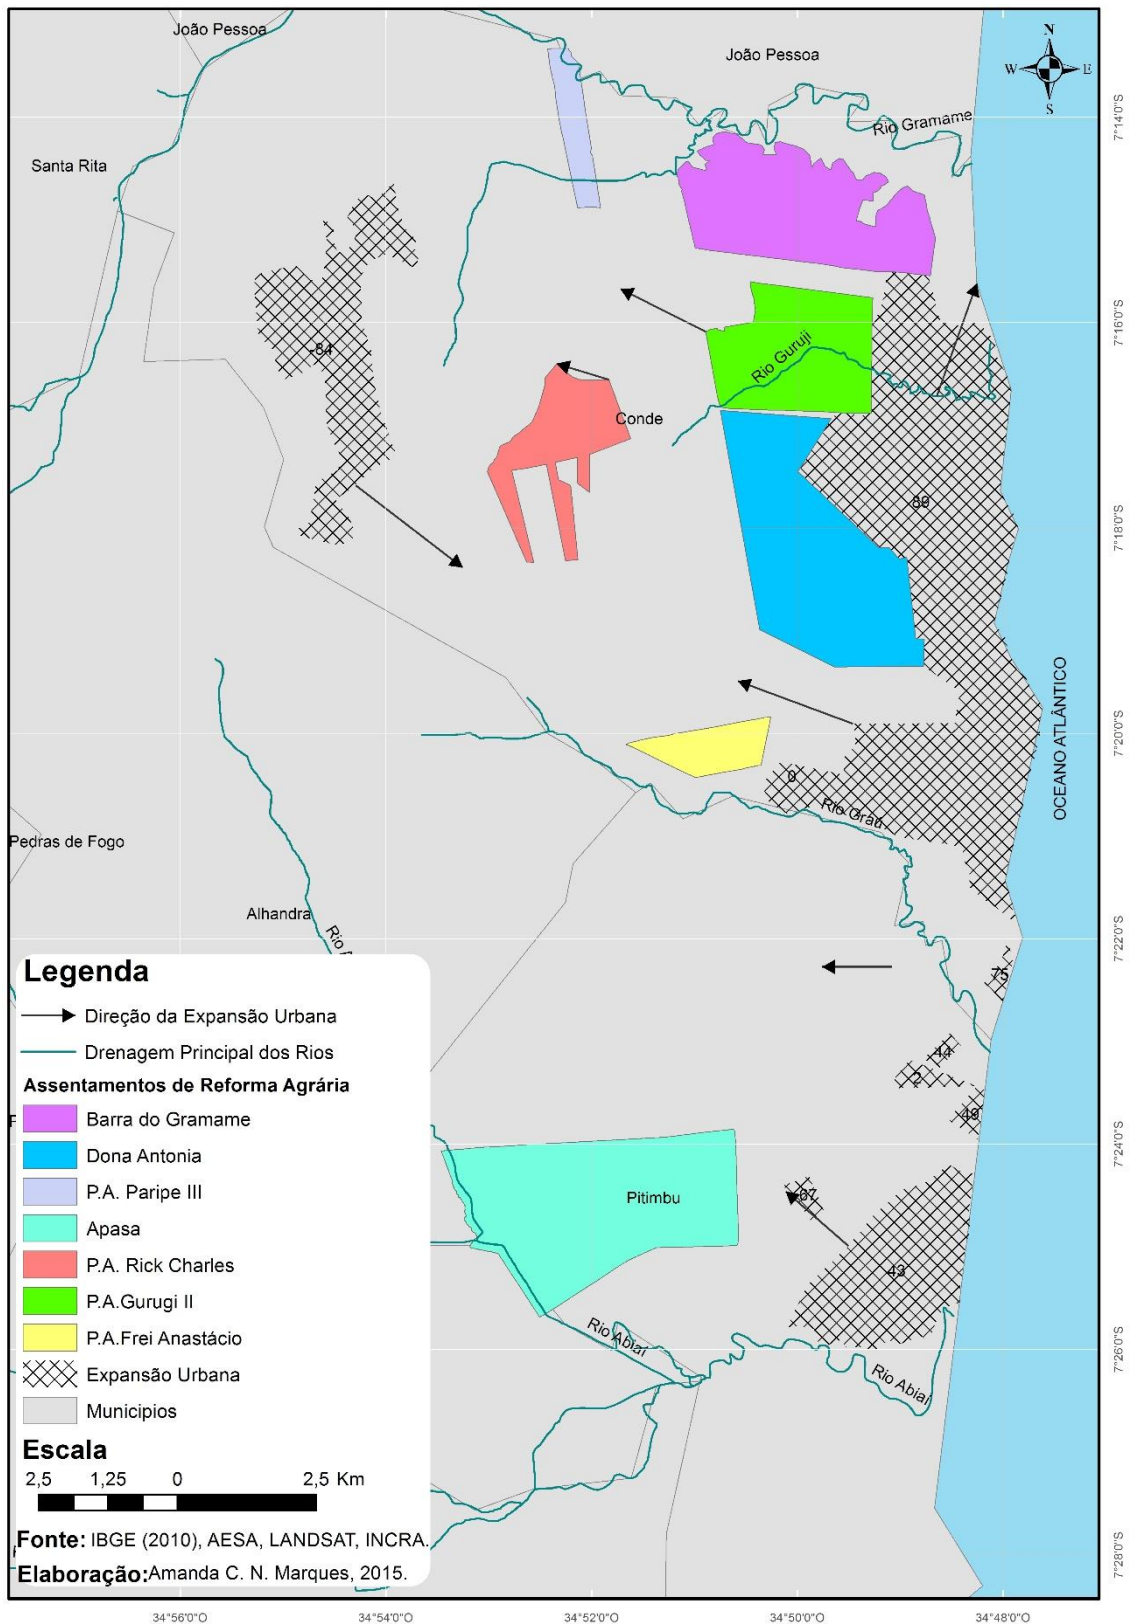 João Pessoa
João Pessoa
N
W E
S
Rio Gramame
7°14'0"S
Santa Rita
7°16'0"S
-84
Rio Guruji
Conde
89
7°18'0"S
OCEANO ATLÂNTICO
7°20'0"S
0
Rio Graú
Pedras de Fogo
Alhandra
7°22'0"S
75
44
2
49
7°24'0"S
Pitimbu
-67
43
Rio Abiaí
Rio Abiaí
7°26'0"S
7°28'0"S
Legenda
Direção da Expansão Urbana
Drenagem Principal dos Rios
Assentamentos de Reforma Agrária
Barra do Gramame
Dona Antonia
P.A. Paripe III
Apasa
P.A. Rick Charles
P.A.Gurugi II
P.A.Frei Anastácio
Expansão Urbana
Municipios
Escala
2,5 1,25 0 2,5 Km
Fonte: IBGE (2010), AESA, LANDSAT, INCRA.
Elaboração: Amanda C. N. Marques, 2015.
34°56'0"O 34°54'0"O 34°52'0"O 34°50'0"O 34°48'0"O